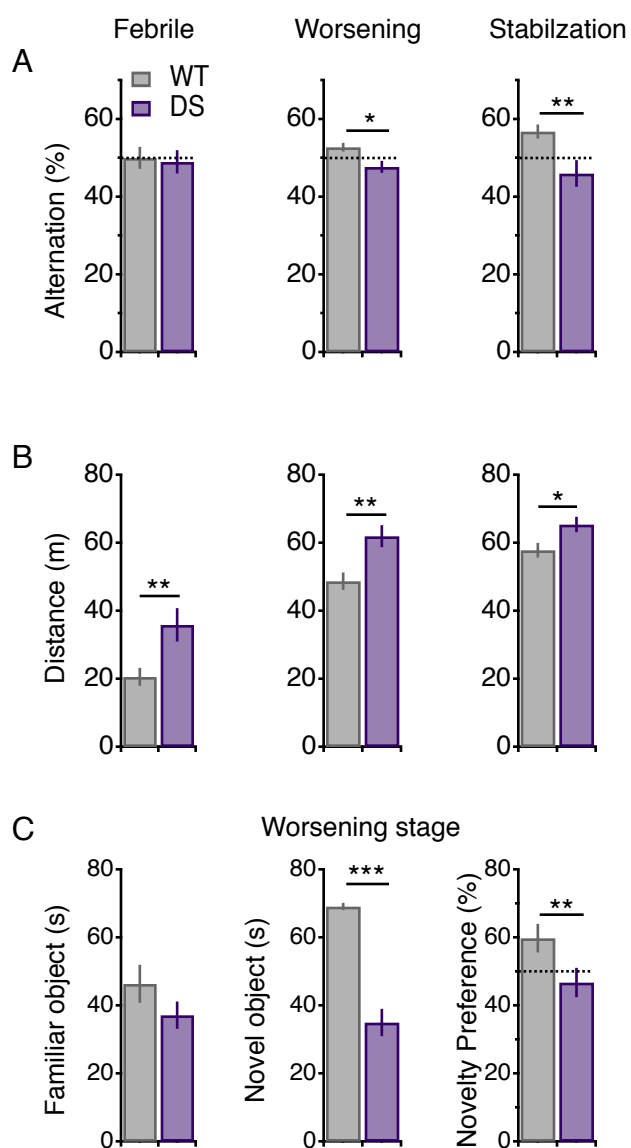 Febrile Worsening Stabilzation
A
WT
DS
60 60 60
* **
40 40 40
20 20 20
0 0 0
Alternation (%)
B
80 80 80
** *
60 60 60
**
40 40 40
20 20 20
0 0 0
Distance (m)
C
Worsening stage
80 80 80
*** **
60 60 60
40 40 40
20 20 20
0 0 0
Familiar object (s)
Novel object (s)
Novelty Preference (%)